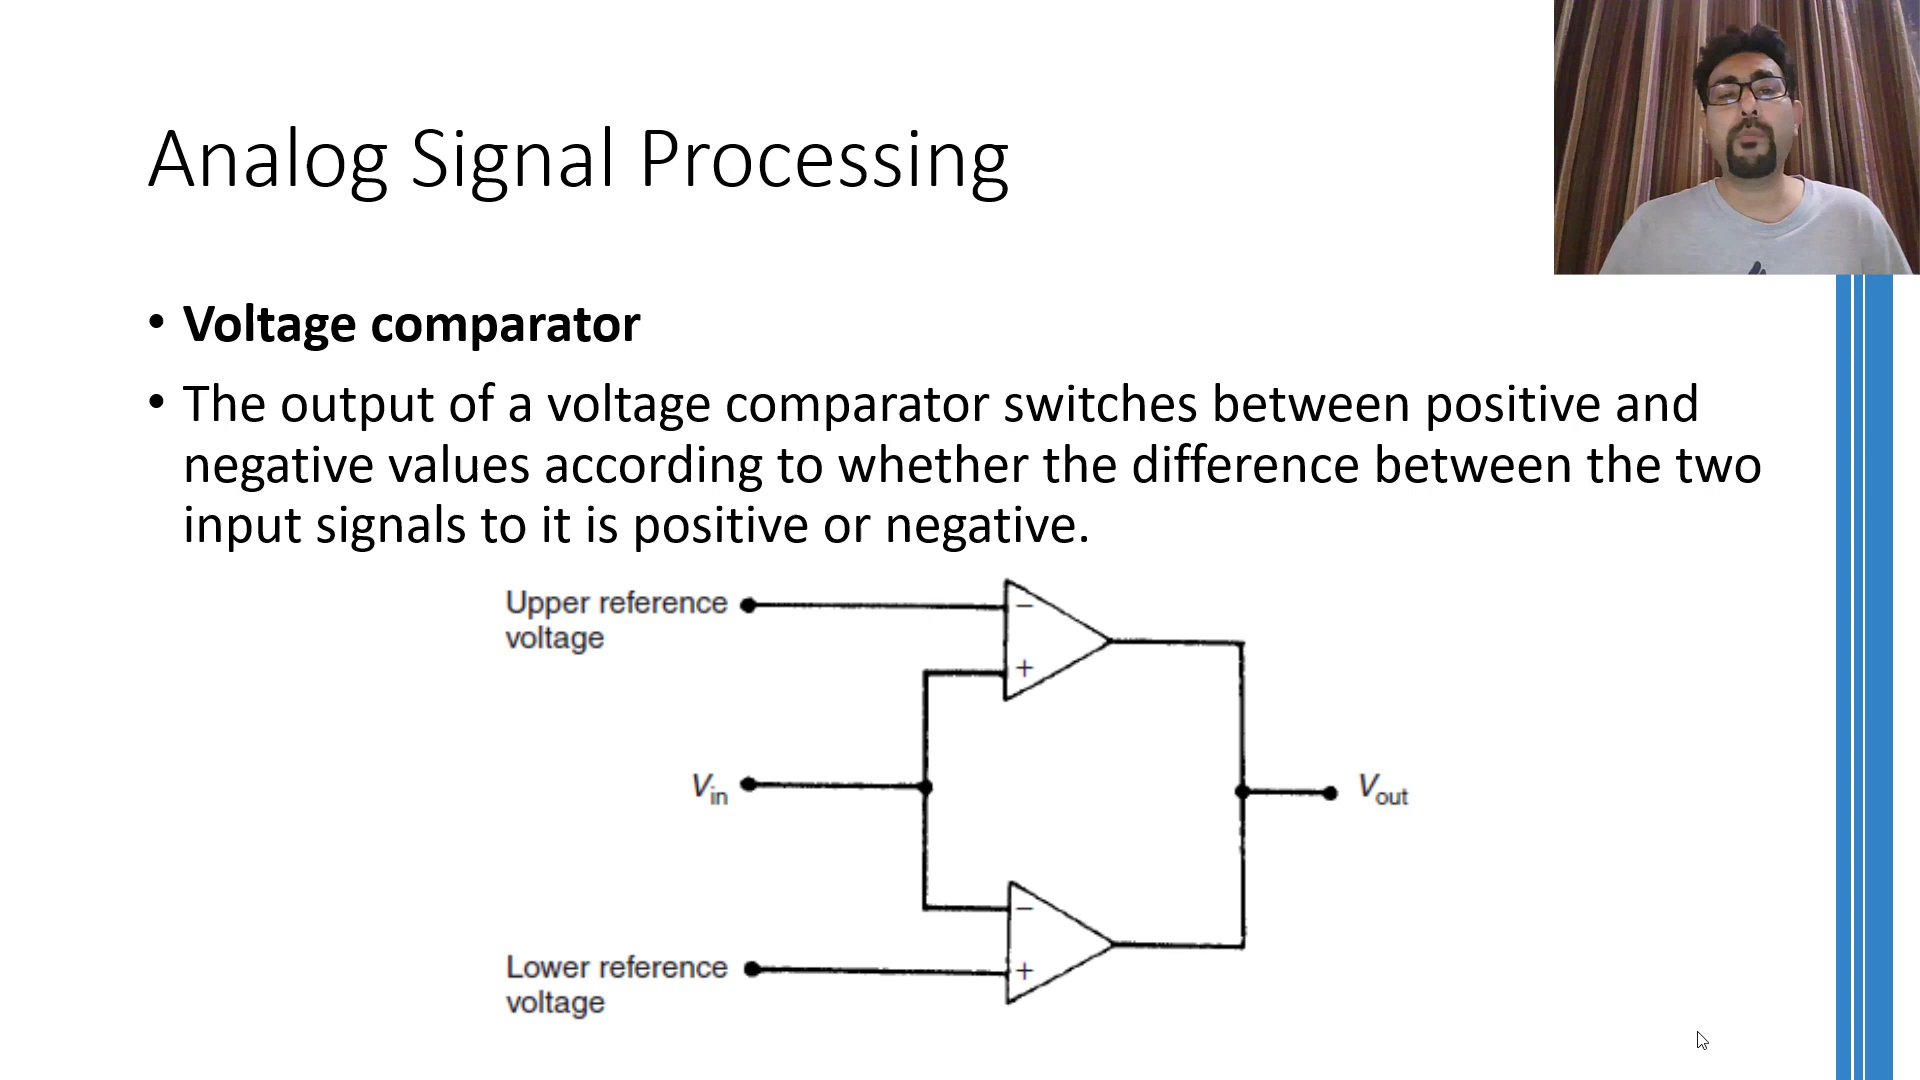 Analog Signal Processing
• Voltage comparator
• The output of a voltage comparator switches between positive and
negative values according to whether the difference between the two
input signals to it is positive or negative.
Upper reference
voltage
−
+
Vin
Vout
−
Lower reference
voltage
+